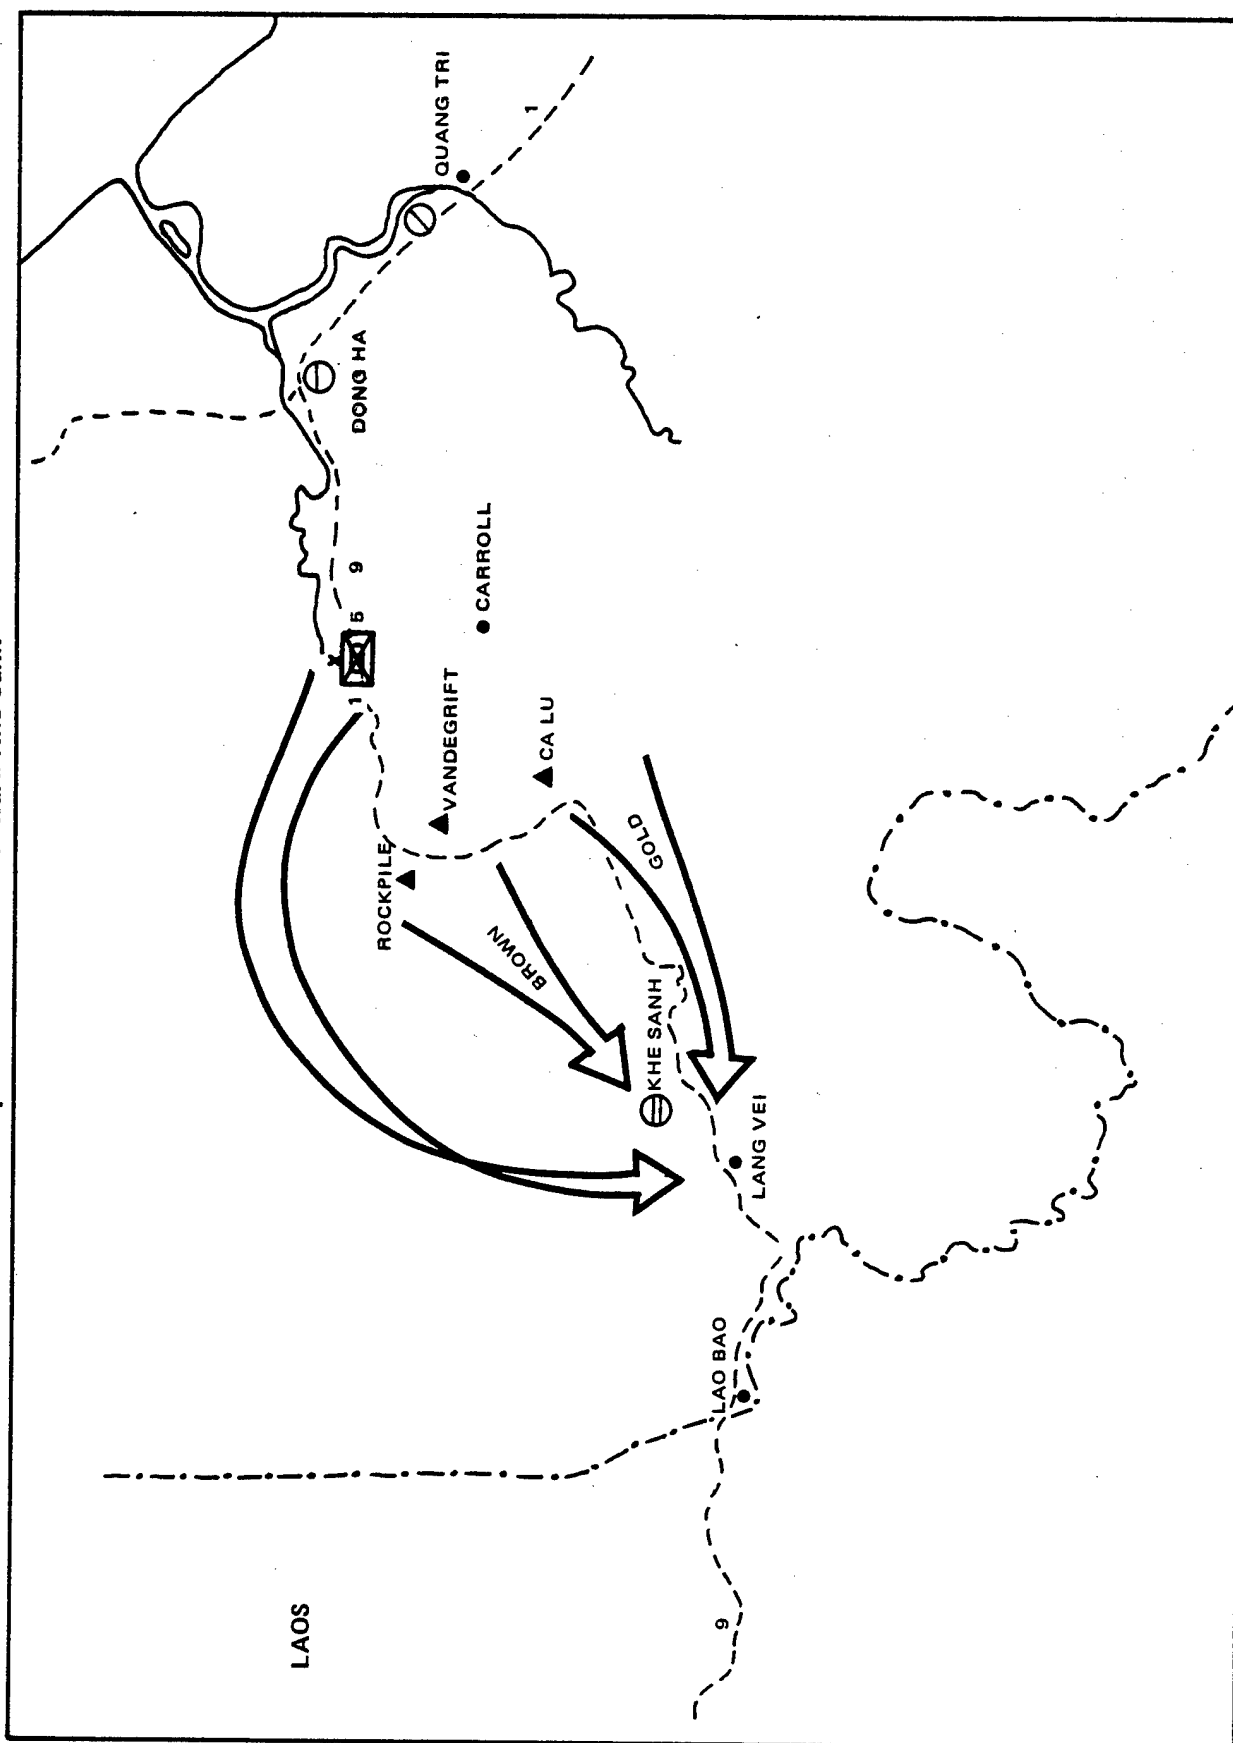 LAOS
1 5
9
DONG HA
ROCKPILE
VANDEGRIFT
QUANG TRI
CARROLL
BROWN
1
CA LU
GOLD
KHE SANH
9
LAO BAO
LANG VEI